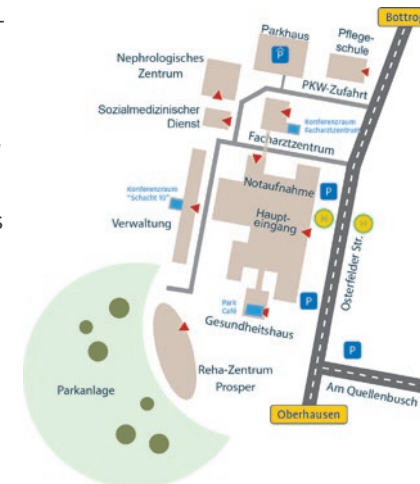 Bottrop
Parkhaus
P
Pflege-
schule
Nephrologisches
Zentrum
PKW-Zufahrt
Sozialmedizinischer
Dienst
Konferenzraum
Facharztzentrum
Facharztzentrum
Notaufnahme
P
Konferenzraum
"Schacht 10"
Haupt-
eingang
H
H
Verwaltung
Osterfelder Str.
Park
Café
P
Gesundheitshaus
P
Reha-Zentrum
Prosper
Parkanlage
Am Quellenbusch
Oberhausen
s